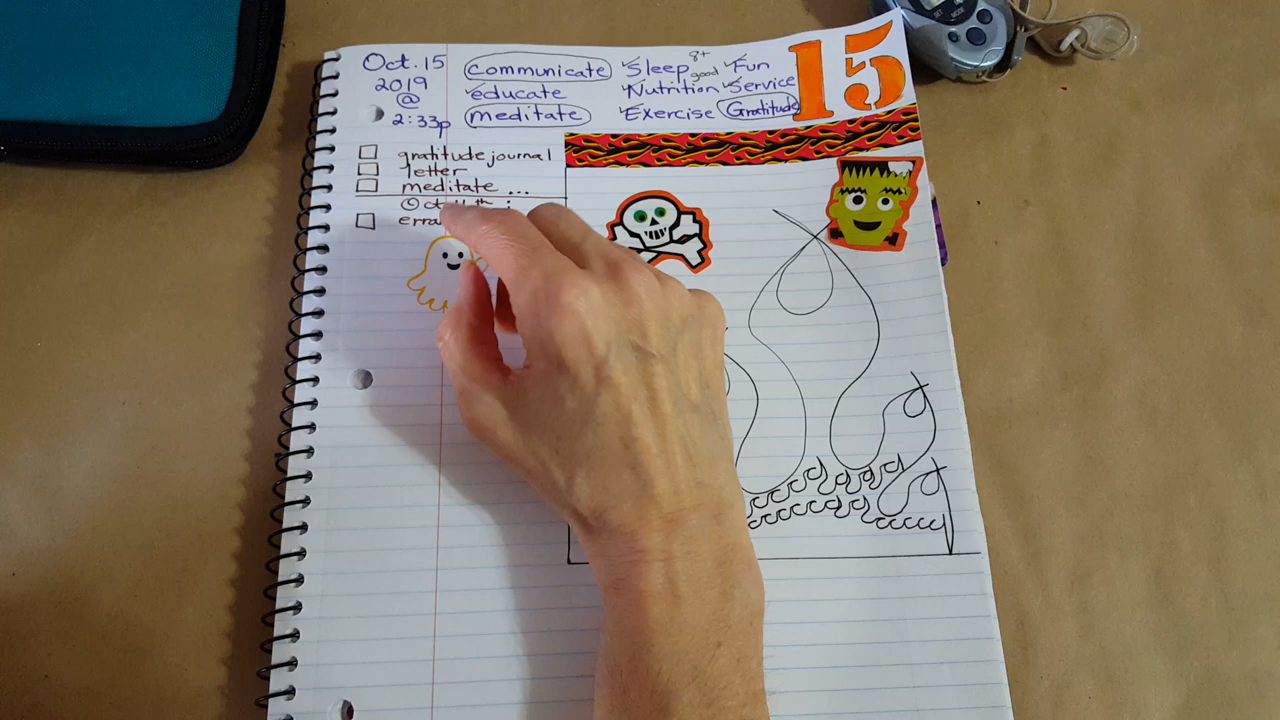 Oct. 15
2019
@
2:33p
communicate
educate
meditate
✓Sleep 8+ good
✓Nutrition
✓Exercise
✓Fun
✓Service
Gratitude
15
gratitude journal
letter
meditate ...